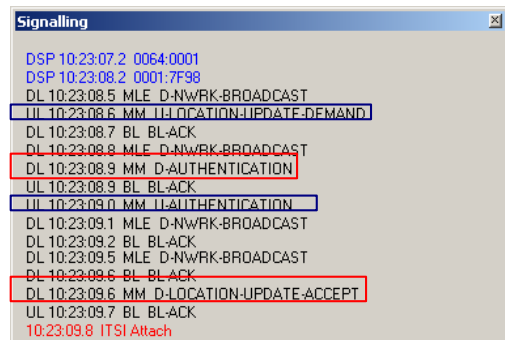 Signalling
DSP 10:23:07.2 0064:0001
DSP 10:23:08.2 0001:7F98
DL 10:23:08.5 MLE D-NWRK-BROADCAST
UL 10:23:08.6 MM U-LOCATION-UPDATE-DEMAND
DL 10:23:08.7 BL BL-ACK
DL 10:23:08.8 MLE D-NWRK-BROADCAST
DL 10:23:08.9 MM D-AUTHENTICATION
UL 10:23:08.9 BL BL-ACK
UL 10:23:09.0 MM U-AUTHENTICATION
DL 10:23:09.1 MLE D-NWRK-BROADCAST
DL 10:23:09.2 BL BL-ACK
DL 10:23:09.5 MLE D-NWRK-BROADCAST
DL 10:23:09.6 BL BL-ACK
DL 10:23:09.6 MM D-LOCATION-UPDATE-ACCEPT
UL 10:23:09.7 BL BL-ACK
10:23:09.8 ITSI Attach